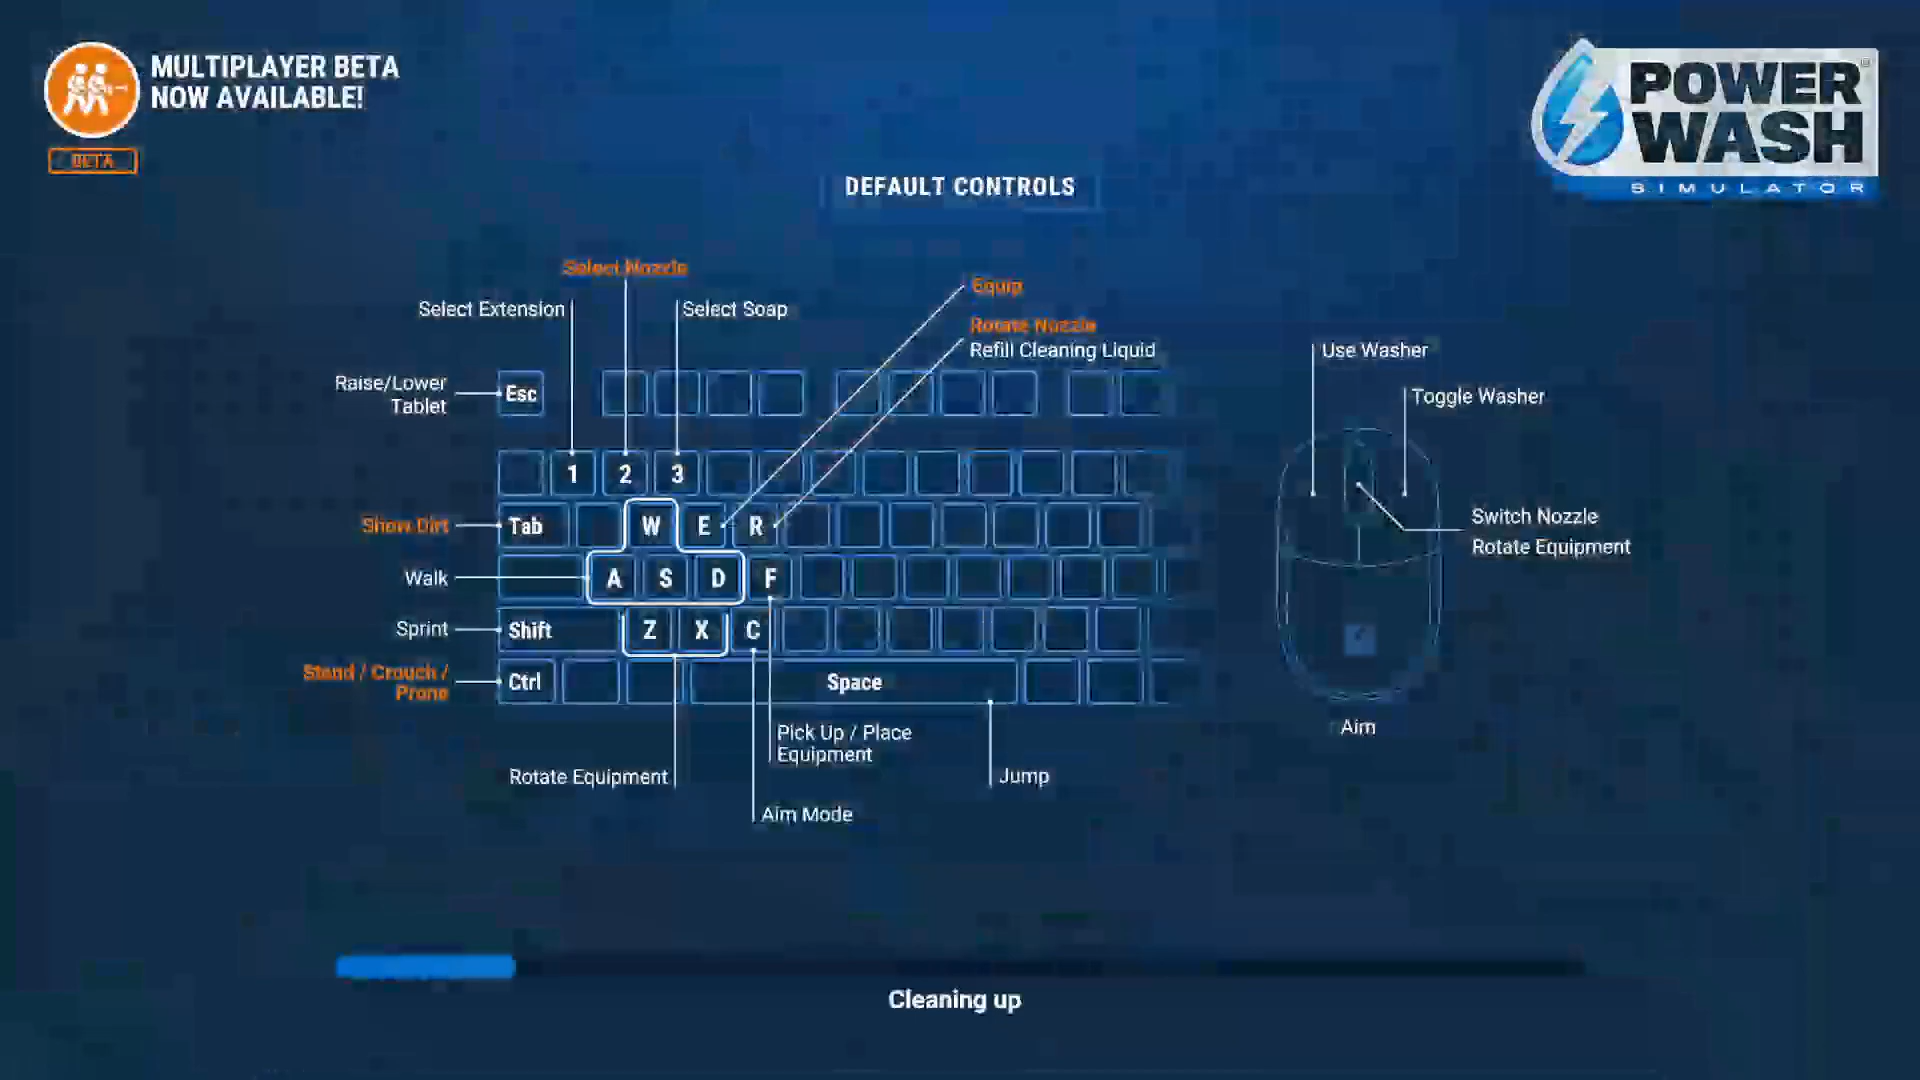 MULTIPLAYER BETA
NOW AVAILABLE!
BETA
POWER
WASH
SIMULATOR
DEFAULT CONTROLS
Select Nozzle
Select Extension
Select Soap
Equip
Rotate Nozzle
Refill Cleaning Liquid
Use Washer
Toggle Washer
Raise/Lower
Tablet
Esc
1 2 3
Show Dirt
Tab W E R
Switch Nozzle
Rotate Equipment
Walk
A S D F
Sprint
Shift Z X C
Stand / Crouch /
Prone
Ctrl Space
Aim
Pick Up / Place
Equipment
Rotate Equipment
Jump
Aim Mode
Cleaning up